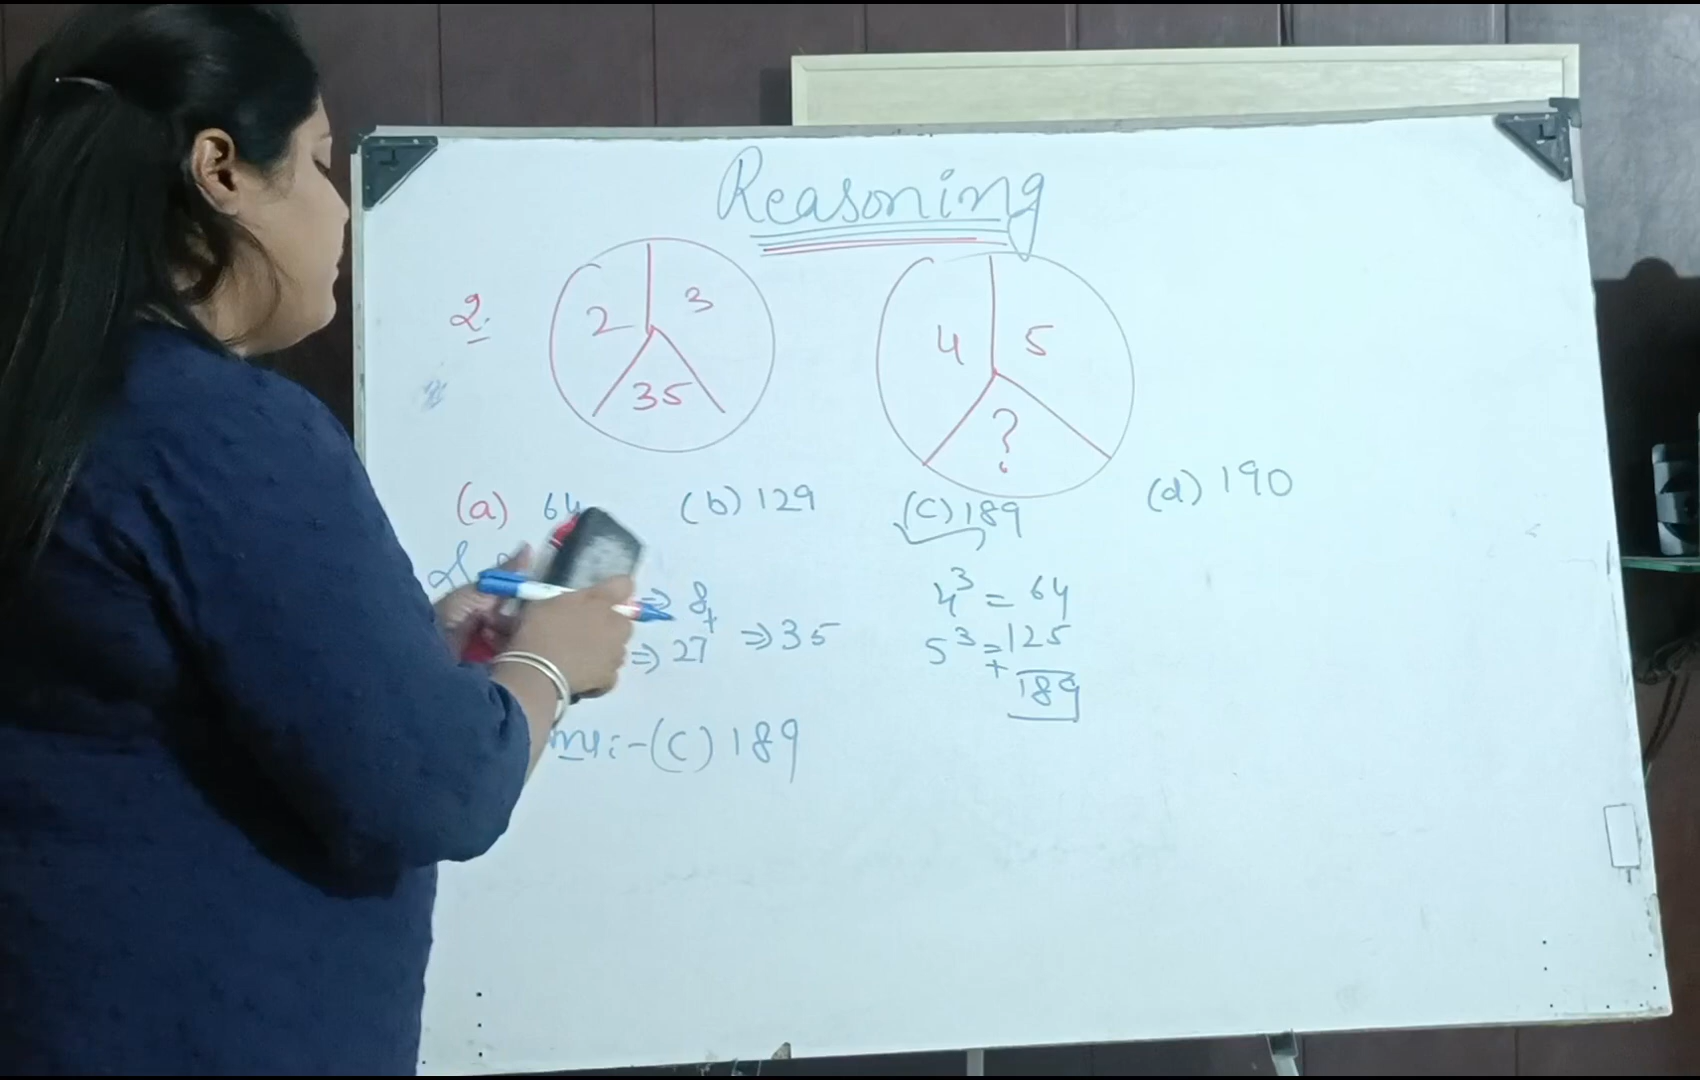 Reasoning
2.
2 3
35
4 5
?
(a) 64 (b) 129 (c) 189 (d) 190
⇒ 8
+
⇒ 27 ⇒ 35
4³ = 64
5³ = 125
+ 189
:- (C) 189